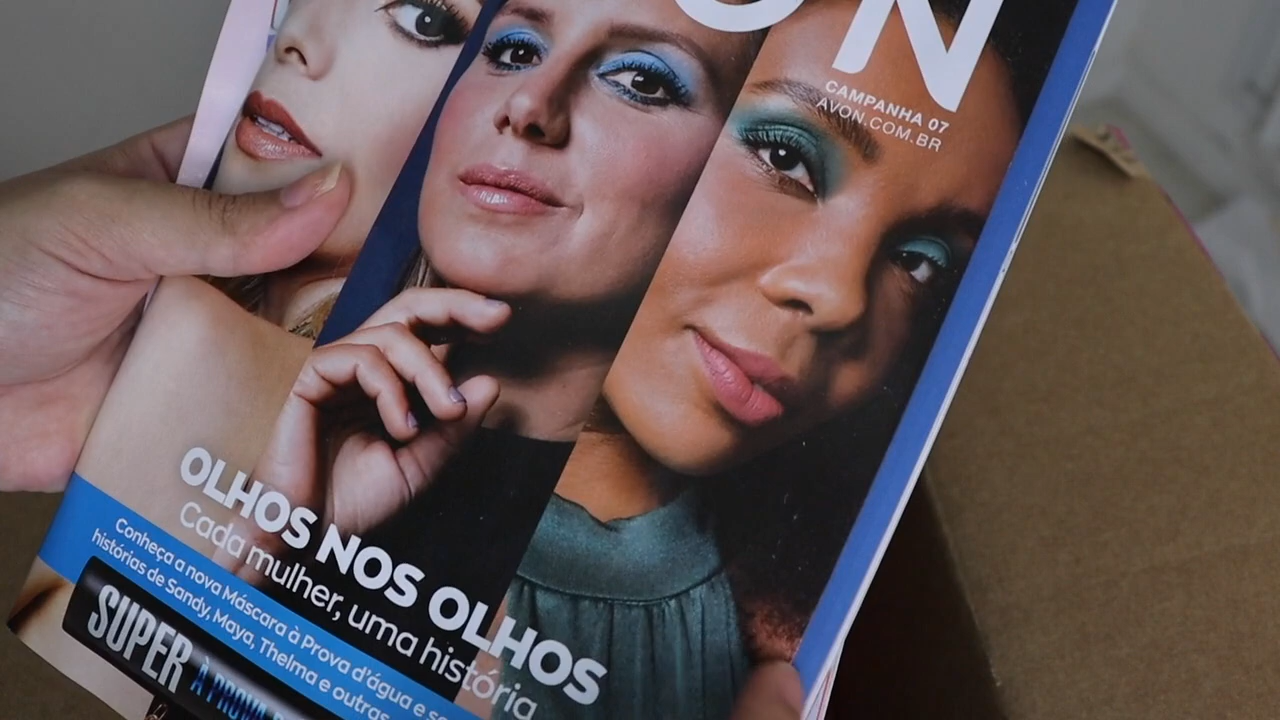 ON
CAMPANHA 07
AVON.COM.BR
OLHOS NOS OLHOS
Cada mulher, uma história
Conheça a nova Máscara à Prova d'água e
histórias de Sandy, Maya, Thelma e outras
SUPER
À PROVA